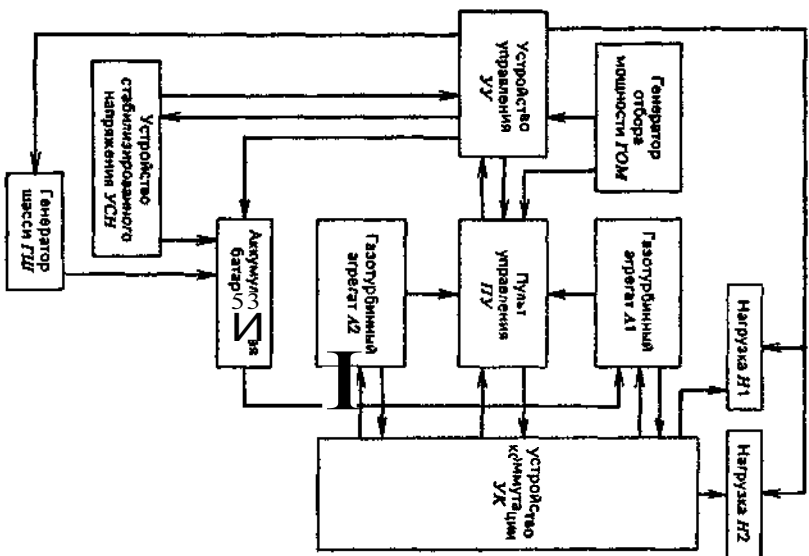 Генератор
отбора
мощности ГОМ
Устройство
управления
УУ
Устройство
стабилизированного
напряжения УСН
Генератор
шасси ГШ
Газотурбинный
агрегат А1
Пульт
управления
ПУ
Газотурбинный
агрегат А2
Нагрузка Н1
Нагрузка Н2
устройство
коммутации
УК